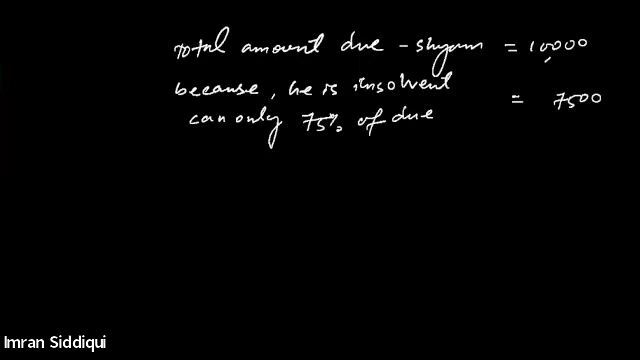 Total amount due - Shyam = 10,000
because, he is insolvent
can only 75% of due = 7500
Imran Siddiqui